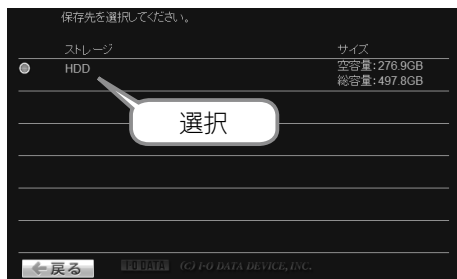 保存先を選択してください。
ストレージ サイズ
HDD 空容量:276.9GB
総容量:497.8GB
選択
戻る I-O DATA (C) I-O DATA DEVICE, INC.